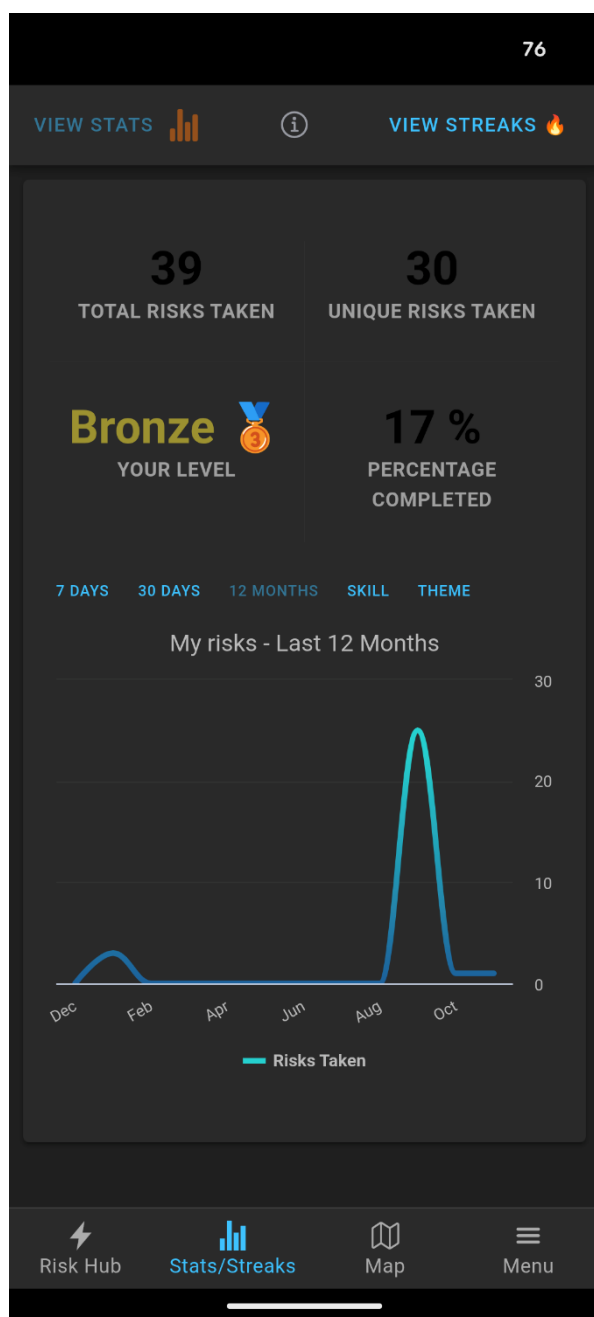 76
VIEW STATS
VIEW STREAKS
39
30
TOTAL RISKS TAKEN
UNIQUE RISKS TAKEN
Bronze 3
17 %
YOUR LEVEL
PERCENTAGE
COMPLETED
7 DAYS 30 DAYS 12 MONTHS SKILL THEME
My risks - Last 12 Months
30
20
10
0
Dec Feb Apr Jun Aug Oct
Risks Taken
Risk Hub Stats/Streaks Map Menu